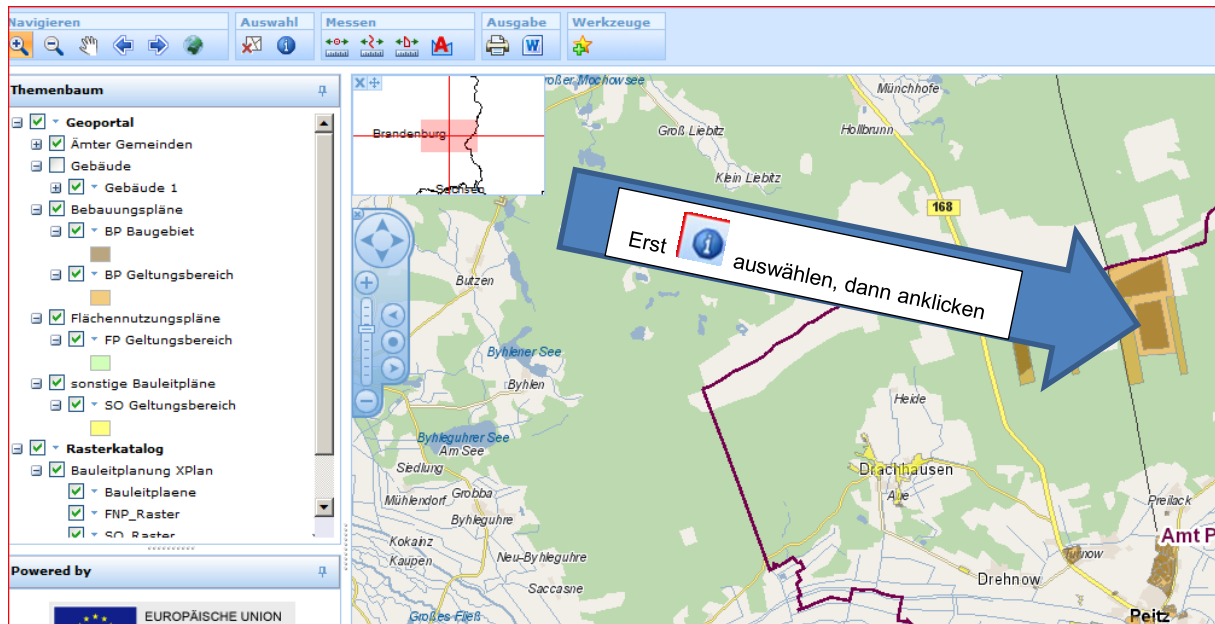 Navigieren
Auswahl
Messen
Ausgabe
Werkzeuge
Themenbaum
Geoportal
Ämter Gemeinden
Gebäude
Gebäude 1
Bebauungspläne
BP Baugebiet
BP Geltungsbereich
Flächennutzungspläne
FP Geltungsbereich
sonstige Bauleitpläne
SO Geltungsbereich
Rasterkatalog
Bauleitplanung XPlan
Bauleitplaene
FNP_Raster
SO_Raster
Powered by
EUROPÄISCHE UNION
Brandenburg
Sachsen
Großer Mochowsee
Münchhofe
Groß Liebitz
Hollbrunn
Klein Liebitz
168
Erst auswählen, dann anklicken
Butzen
Byhlener See
Byhlen
Heide
Byhleguhrer See
Am See
Siedlung
Drachhausen
Aue
Mühlendorf
Grobba
Preilack
Byhleguhre
Kokainz
Amt P
Kaupen
Neu-Byhleguhre
Turnow
Drehnow
Saccasne
Großes Fließ
Peitz